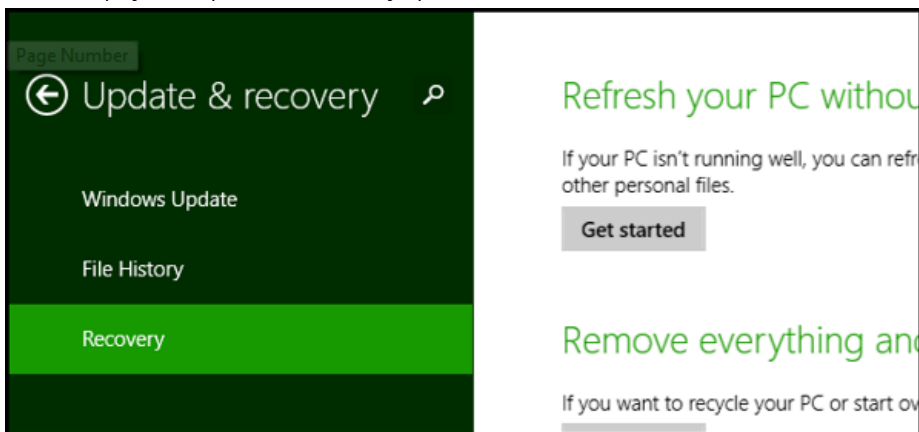 Page Number
Update & recovery
Windows Update
File History
Recovery
Refresh your PC withou
If your PC isn't running well, you can refr
other personal files.
Get started
Remove everything and
If you want to recycle your PC or start ov